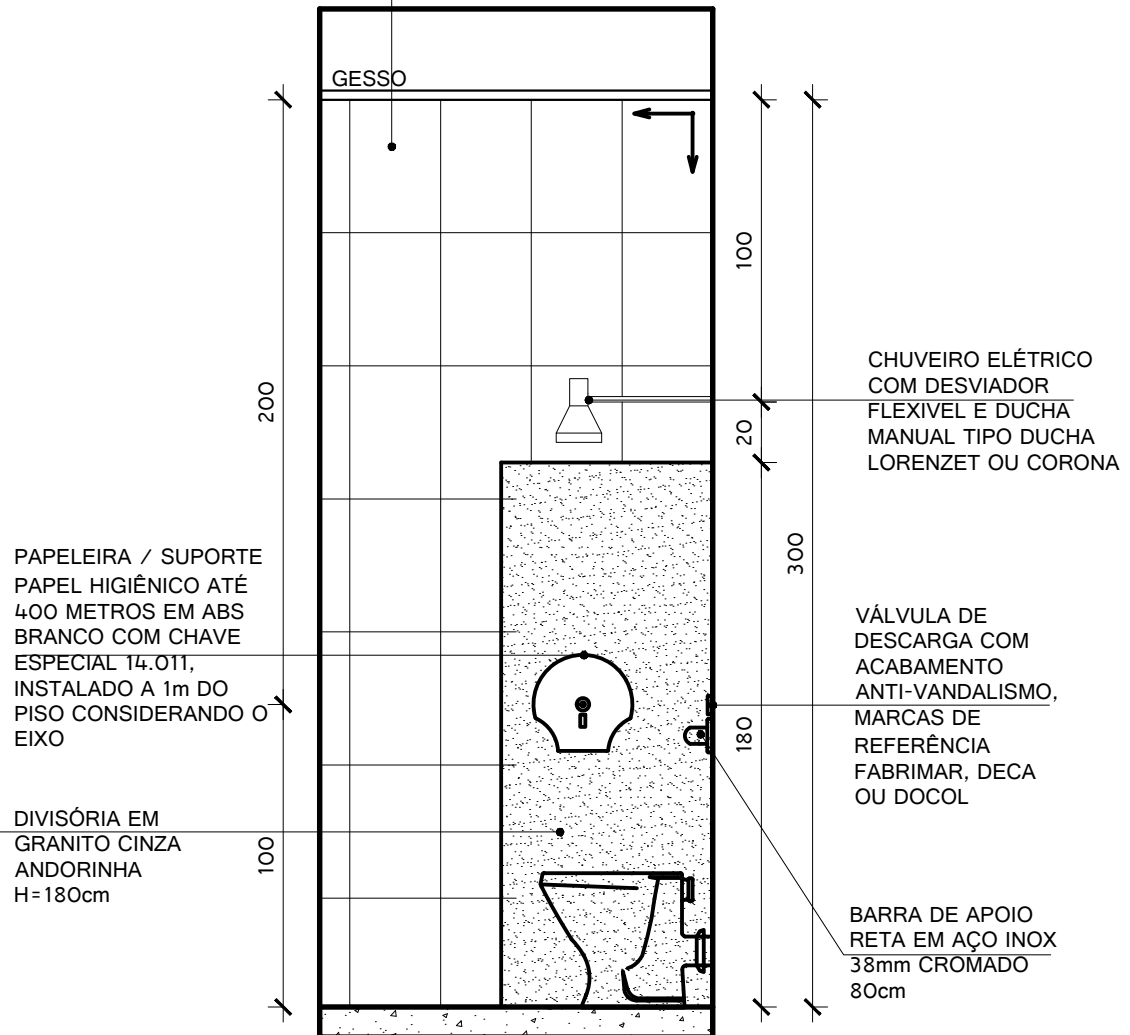 GESSO
200
100
100
20
180
300
CHUVEIRO ELÉTRICO
COM DESVIADOR
FLEXIVEL E DUCHA
MANUAL TIPO DUCHA
LORENZET OU CORONA
PAPELEIRA / SUPORTE
PAPEL HIGIÊNICO ATÉ
400 METROS EM ABS
BRANCO COM CHAVE
ESPECIAL 14.011,
INSTALADO A 1m DO
PISO CONSIDERANDO O
EIXO
VÁLVULA DE
DESCARGA COM
ACABAMENTO
ANTI-VANDALISMO,
MARCAS DE
REFERÊNCIA
FABRIMAR, DECA
OU DOCOL
DIVISÓRIA EM
GRANITO CINZA
ANDORINHA
H=180cm
BARRA DE APOIO
RETA EM AÇO INOX
38mm CROMADO
80cm